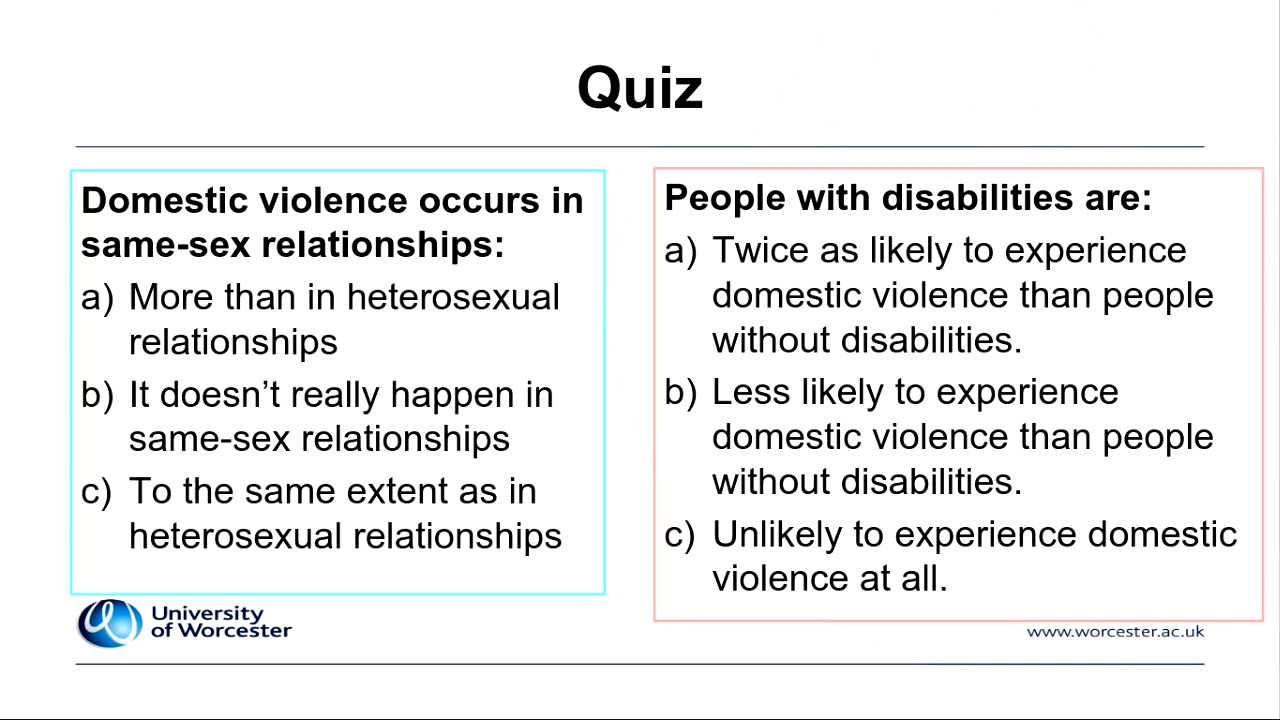 Quiz
Domestic violence occurs in
same-sex relationships:
a) More than in heterosexual
relationships
b) It doesn’t really happen in
same-sex relationships
c) To the same extent as in
heterosexual relationships
People with disabilities are:
a) Twice as likely to experience
domestic violence than people
without disabilities.
b) Less likely to experience
domestic violence than people
without disabilities.
c) Unlikely to experience domestic
violence at all.
University
of Worcester
www.worcester.ac.uk